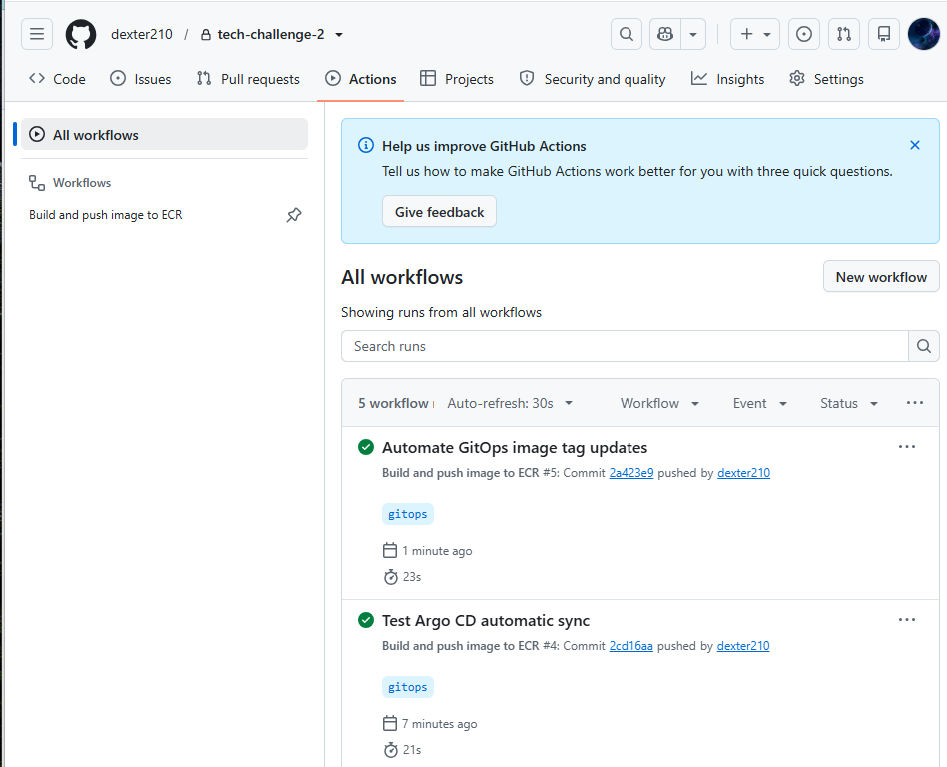 dexter210 / tech-challenge-2
Code Issues Pull requests Actions Projects Security and quality Insights Settings
All workflows
Workflows
Build and push image to ECR
Help us improve GitHub Actions
Tell us how to make GitHub Actions work better for you with three quick questions.
Give feedback
All workflows
New workflow
Showing runs from all workflows
Search runs
5 workflow Auto-refresh: 30s Workflow Event Status
Automate GitOps image tag updates
Build and push image to ECR #5: Commit 2a423e9 pushed by dexter210
gitops
1 minute ago
23s
Test Argo CD automatic sync
Build and push image to ECR #4: Commit 2cd16aa pushed by dexter210
gitops
7 minutes ago
21s